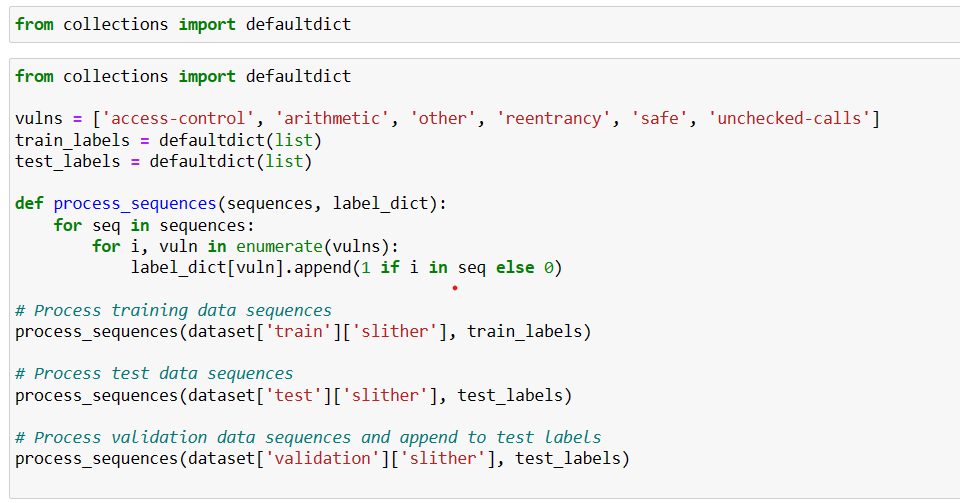 from collections import defaultdict
from collections import defaultdict
vulns = ['access-control', 'arithmetic', 'other', 'reentrancy', 'safe', 'unchecked-calls']
train_labels = defaultdict(list)
test_labels = defaultdict(list)
def process_sequences(sequences, label_dict):
    for seq in sequences:
        for i, vuln in enumerate(vulns):
            label_dict[vuln].append(1 if i in seq else 0)
# Process training data sequences
process_sequences(dataset['train']['slither'], train_labels)
# Process test data sequences
process_sequences(dataset['test']['slither'], test_labels)
# Process validation data sequences and append to test labels
process_sequences(dataset['validation']['slither'], test_labels)